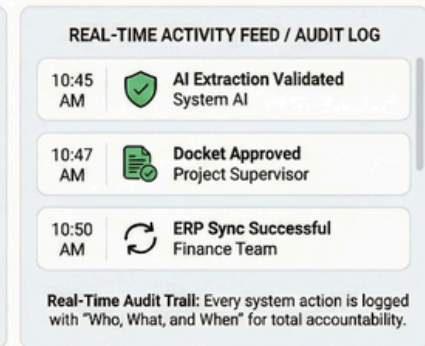 REAL-TIME ACTIVITY FEED / AUDIT LOG
10:45 AM
AI Extraction Validated
System AI
10:47 AM
Docket Approved
Project Supervisor
10:50 AM
ERP Sync Successful
Finance Team
Real-Time Audit Trail: Every system action is logged
with "Who, What, and When" for total accountability.